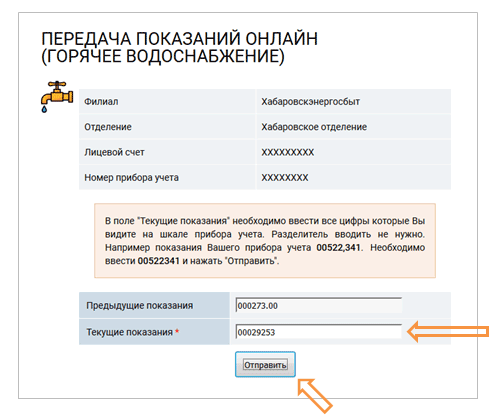 ПЕРЕДАЧА ПОКАЗАНИЙ ОНЛАЙН
(ГОРЯЧЕЕ ВОДОСНАБЖЕНИЕ)
Филиал Хабаровскэнергосбыт
Отделение Хабаровское отделение
Лицевой счет XXXXXXXXX
Номер прибора учета XXXXXXXX
В поле "Текущие показания" необходимо ввести все цифры которые Вы
видите на шкале прибора учета. Разделитель вводить не нужно.
Например показания Вашего прибора учета 00522,341. Необходимо
ввести 00522341 и нажать "Отправить".
Предыдущие показания 000273.00
Текущие показания * 00029253
Отправить